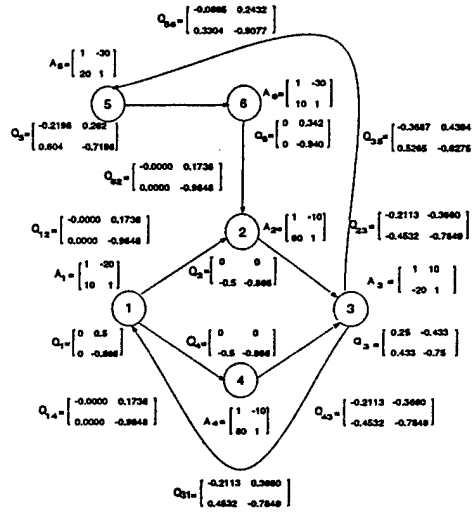 Q56= [-0.0885 0.2432
0.3304 -0.9077]
A5= [1 -30
20 1]
5
6
A6= [1 -30
10 1]
Q5= [-0.2198 0.262
0.604 -0.7198]
Q6= [0 0.342
0 -0.940]
Q35= [-0.3687 0.4394
0.5265 -0.6275]
Q62= [-0.0000 0.1736
0.0000 -0.9848]
Q12= [-0.0000 0.1736
0.0000 -0.9848]
2
A2= [1 -10
80 1]
Q23= [-0.2113 -0.3660
-0.4532 -0.7849]
A1= [1 -20
10 1]
Q2= [0 0
-0.5 -0.866]
A3= [1 10
-20 1]
1
3
Q1= [0 0.5
0 -0.866]
Q4= [0 0
-0.5 -0.866]
Q3= [0.25 -0.433
0.433 -0.75]
4
Q14= [-0.0000 0.1736
0.0000 -0.9848]
A4= [1 -10
80 1]
Q43= [-0.2113 -0.3660
-0.4532 -0.7849]
Q31= [-0.2113 0.3660
0.4532 -0.7849]